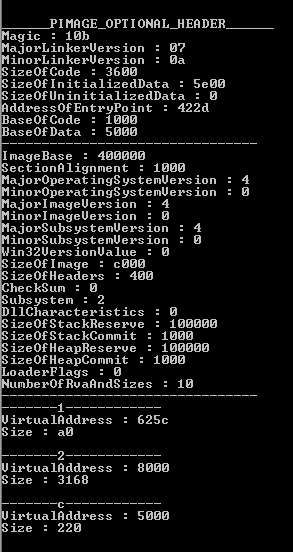 ______PIMAGE_OPTIONAL_HEADER______
Magic : 10b
MajorLinkerVersion : 07
MinorLinkerVersion : 0a
SizeOfCode : 3600
SizeOfInitializedData : 5e00
SizeOfUninitializedData : 0
AddressOfEntryPoint : 422d
BaseOfCode : 1000
BaseOfData : 5000
--------------------------------
ImageBase : 400000
SectionAlignment : 1000
MajorOperatingSystemVersion : 4
MinorOperatingSystemVersion : 0
MajorImageVersion : 4
MinorImageVersion : 0
MajorSubsystemVersion : 4
MinorSubsystemVersion : 0
Win32VersionValue : 0
SizeOfImage : c000
SizeOfHeaders : 400
CheckSum : 0
Subsystem : 2
DllCharacteristics : 0
SizeOfStackReserve : 100000
SizeOfStackCommit : 1000
SizeOfHeapReserve : 100000
SizeOfHeapCommit : 1000
LoaderFlags : 0
NumberOfRvaAndSizes : 10
--------------------------------
-------1------------
VirtualAddress : 625c
Size : a0
-------2------------
VirtualAddress : 8000
Size : 3168
-------c------------
VirtualAddress : 5000
Size : 220